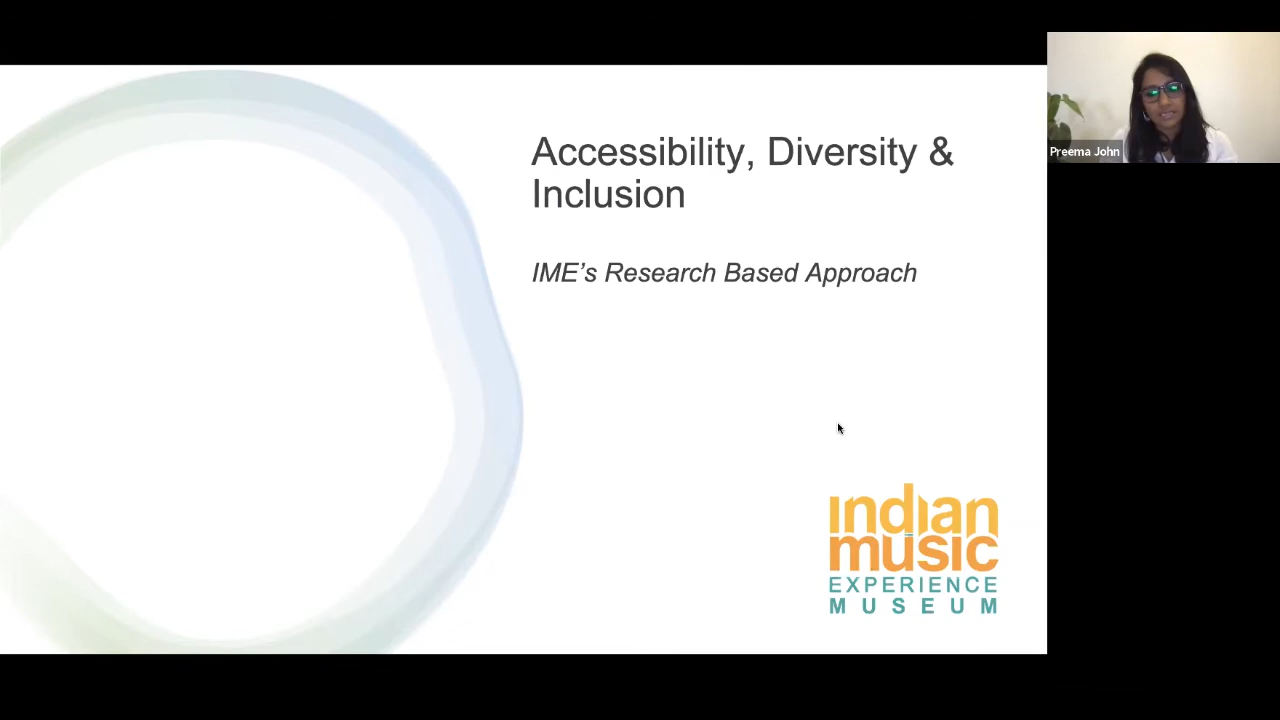 Accessibility, Diversity &
Inclusion
IME’s Research Based Approach
indian
music
EXPERIENCE
MUSEUM
Preema John